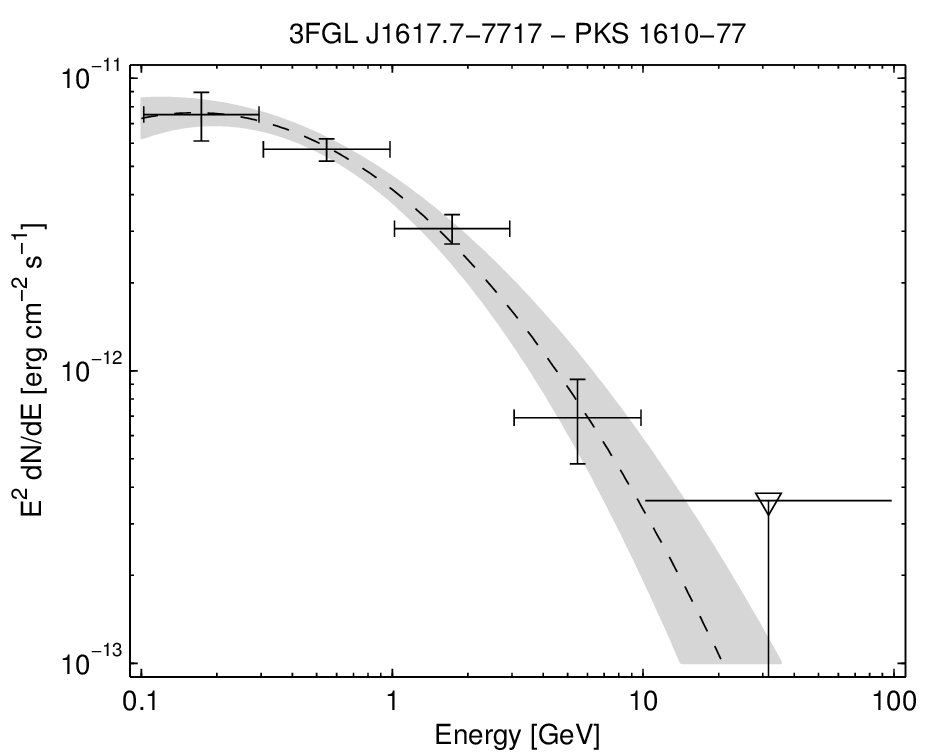 3FGL J1617.7−7717 − PKS 1610−77
10⁻¹¹
10⁻¹²
10⁻¹³
E² dN/dE [erg cm⁻² s⁻¹]
0.1 1 10 100
Energy [GeV]